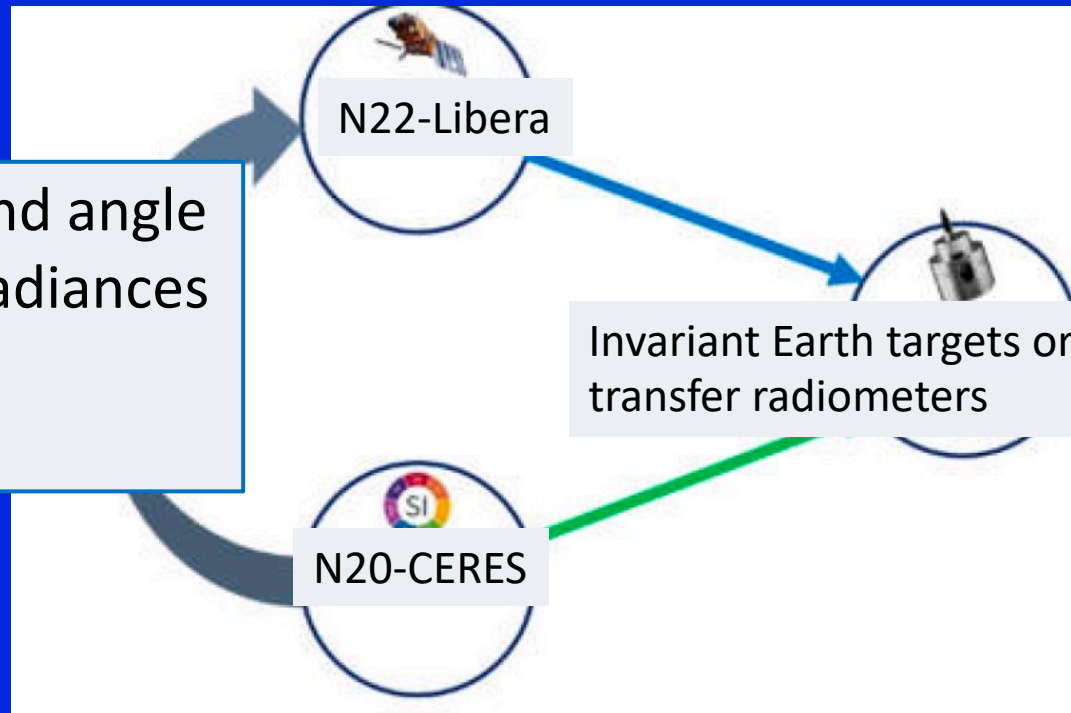 N22-Libera
nd angle
adiances
Invariant Earth targets or
transfer radiometers
SI
N20-CERES